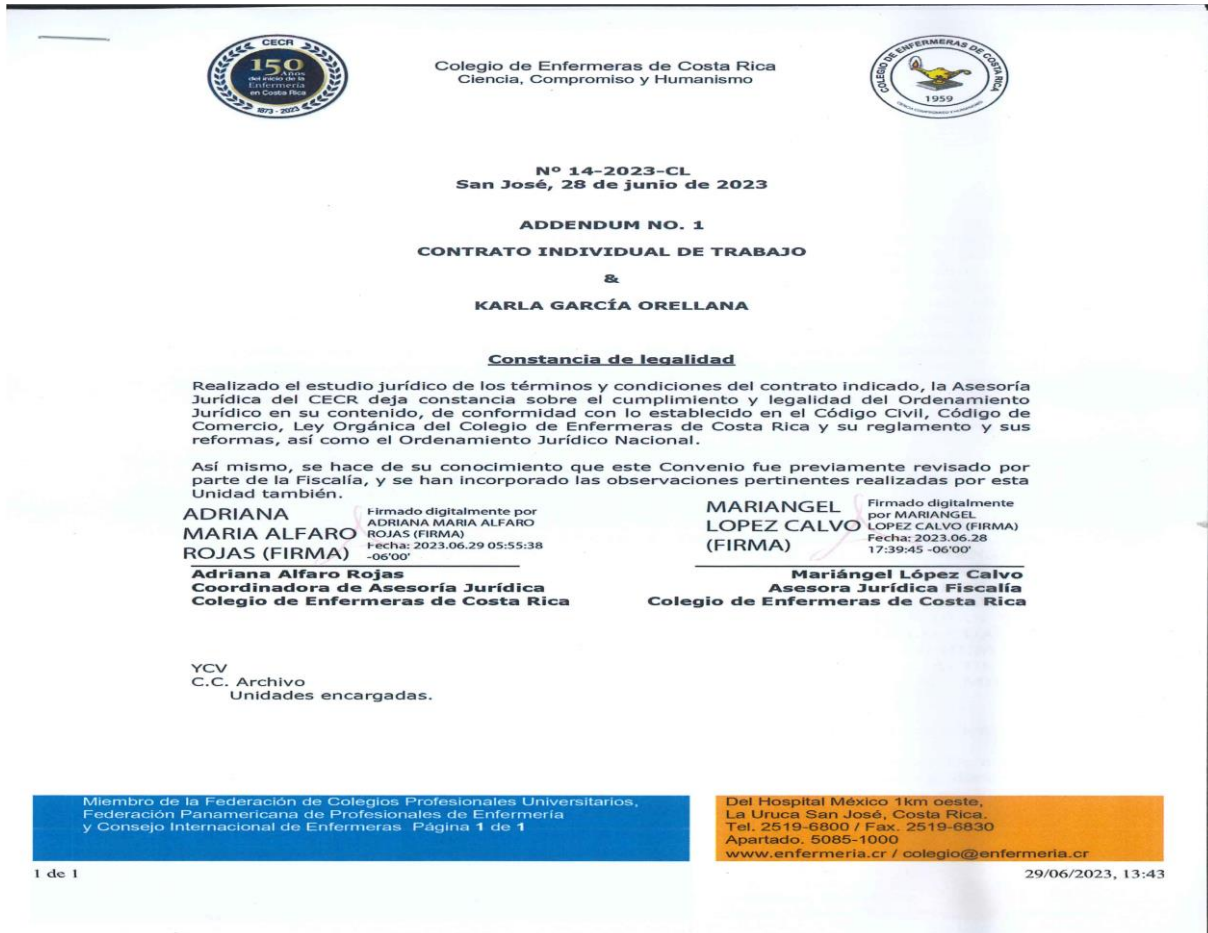 CECR
150
Años
del inicio de la
Enfermería
en Costa Rica
1873 - 2023
Colegio de Enfermeras de Costa Rica
Ciencia, Compromiso y Humanismo
COLEGIO DE ENFERMERAS DE COSTA RICA
1959
CIENCIA COMPROMISO Y HUMANISMO
Nº 14-2023-CL
San José, 28 de junio de 2023
ADDENDUM NO. 1
CONTRATO INDIVIDUAL DE TRABAJO
&
KARLA GARCÍA ORELLANA
Constancia de legalidad
Realizado el estudio jurídico de los términos y condiciones del contrato indicado, la Asesoría
Jurídica del CECR deja constancia sobre el cumplimiento y legalidad del Ordenamiento
Jurídico en su contenido, de conformidad con lo establecido en el Código Civil, Código de
Comercio, Ley Orgánica del Colegio de Enfermeras de Costa Rica y su reglamento y sus
reformas, así como el Ordenamiento Jurídico Nacional.
Así mismo, se hace de su conocimiento que este Convenio fue previamente revisado por
parte de la Fiscalía, y se han incorporado las observaciones pertinentes realizadas por esta
Unidad también.
ADRIANA
MARIA ALFARO
ROJAS (FIRMA)
Firmado digitalmente por
ADRIANA MARIA ALFARO
ROJAS (FIRMA)
Fecha: 2023.06.29 05:55:38
-06'00'
Adriana Alfaro Rojas
Coordinadora de Asesoría Jurídica
Colegio de Enfermeras de Costa Rica
MARIANGEL
LOPEZ CALVO
(FIRMA)
Firmado digitalmente
por MARIANGEL
LOPEZ CALVO (FIRMA)
Fecha: 2023.06.28
17:39:45 -06'00'
Mariángel López Calvo
Asesora Jurídica Fiscalía
Colegio de Enfermeras de Costa Rica
YCV
C.C. Archivo
Unidades encargadas.
Miembro de la Federación de Colegios Profesionales Universitarios,
Federación Panamericana de Profesionales de Enfermería
y Consejo Internacional de Enfermeras Página 1 de 1
Del Hospital México 1km oeste,
La Uruca San José, Costa Rica.
Tel. 2519-6800 / Fax. 2519-6830
Apartado. 5085-1000
www.enfermeria.cr / colegio@enfermeria.cr
1 de 1
29/06/2023, 13:43